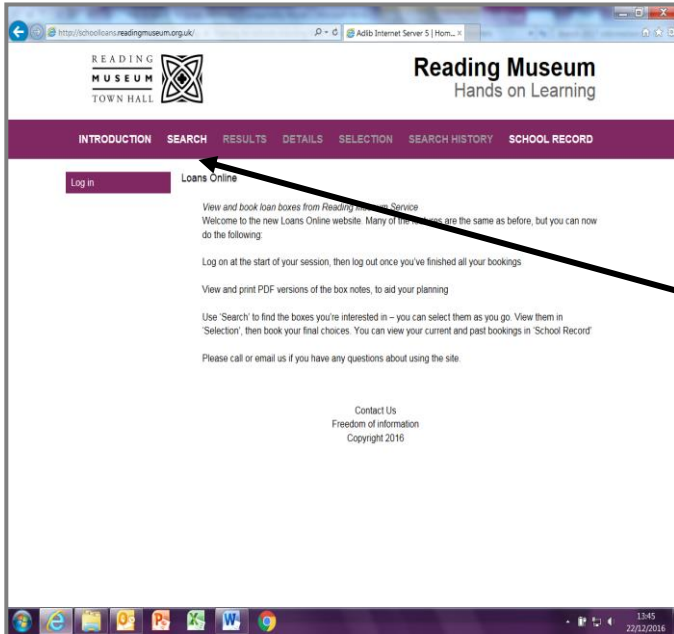 http://schoolloans.readingmuseum.org.uk/
Adlib Internet Server 5 | Hom...
READING
MUSEUM
TOWN HALL
Reading Museum
Hands on Learning
INTRODUCTION SEARCH RESULTS DETAILS SELECTION SEARCH HISTORY SCHOOL RECORD
Log in
Loans Online
View and book loan boxes from Reading Museum Service
Welcome to the new Loans Online website. Many of the features are the same as before, but you can now
do the following:
Log on at the start of your session, then log out once you've finished all your bookings
View and print PDF versions of the box notes, to aid your planning
Use 'Search' to find the boxes you're interested in – you can select them as you go. View them in
'Selection', then book your final choices. You can view your current and past bookings in 'School Record'
Please call or email us if you have any questions about using the site.
Contact Us
Freedom of information
Copyright 2016
13:45
22/12/2016